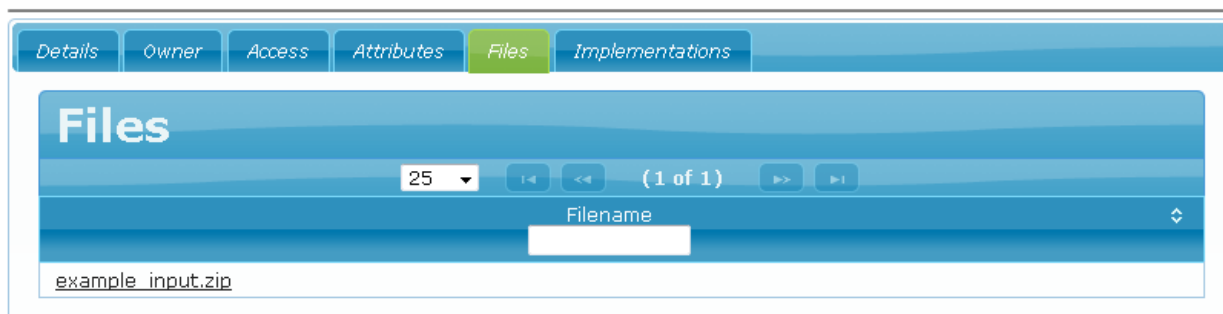 Details Owner Access Attributes Files Implementations
Files
25 (1 of 1)
Filename
example_input.zip